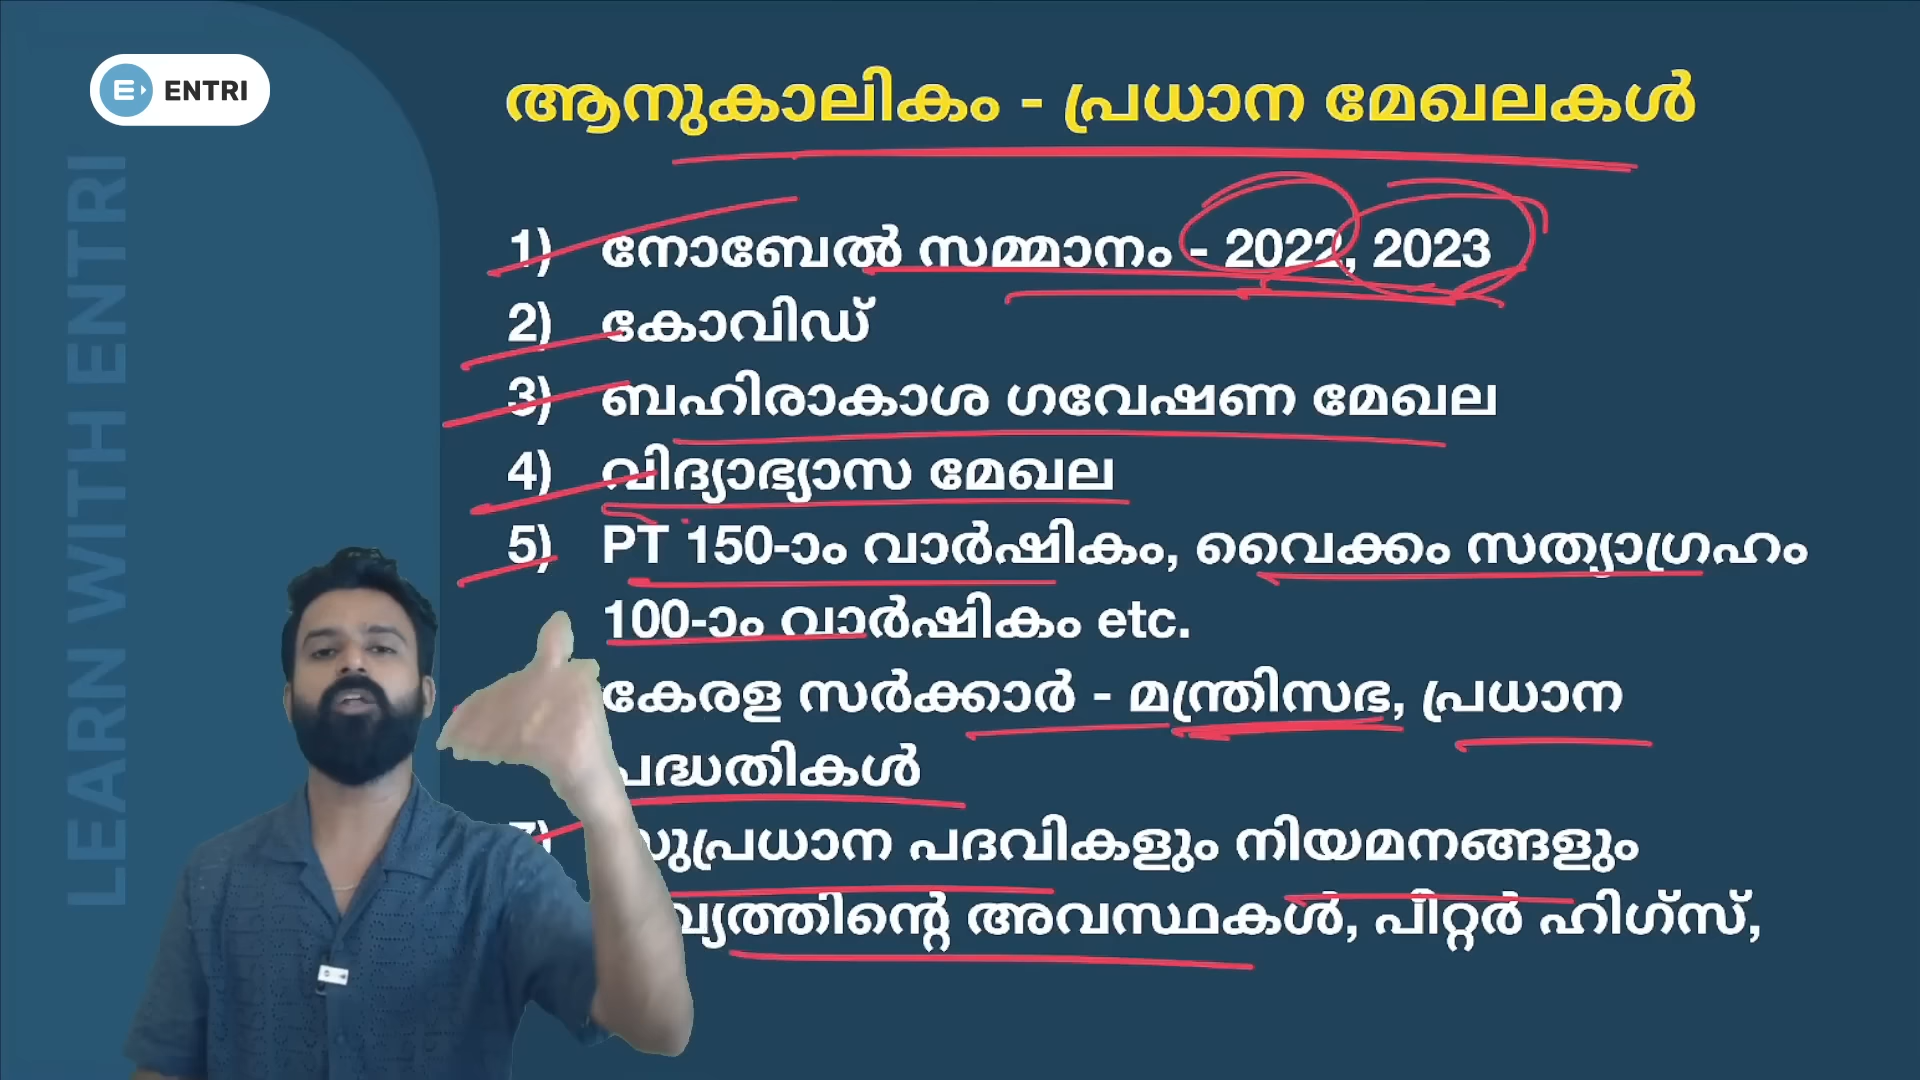 ENTRI
LEARN WITH ENTRI
ആനുകാലികം - പ്രധാന മേഖലകൾ
1) നോബേൽ സമ്മാനം - 2022, 2023
2) കോവിഡ്
3) ബഹിരാകാശ ഗവേഷണ മേഖല
4) വിദ്യാഭ്യാസ മേഖല
5) PT 150-ാം വാർഷികം, വൈക്കം സത്യാഗ്രഹം
100-ാം വാർഷികം etc.
കേരള സർക്കാർ - മന്ത്രിസഭ, പ്രധാന
പദ്ധതികൾ
7) സുപ്രധാന പദവികളും നിയമനങ്ങളും
അവസ്ഥകൾ, പീറ്റർ ഹിഗ്സ്,